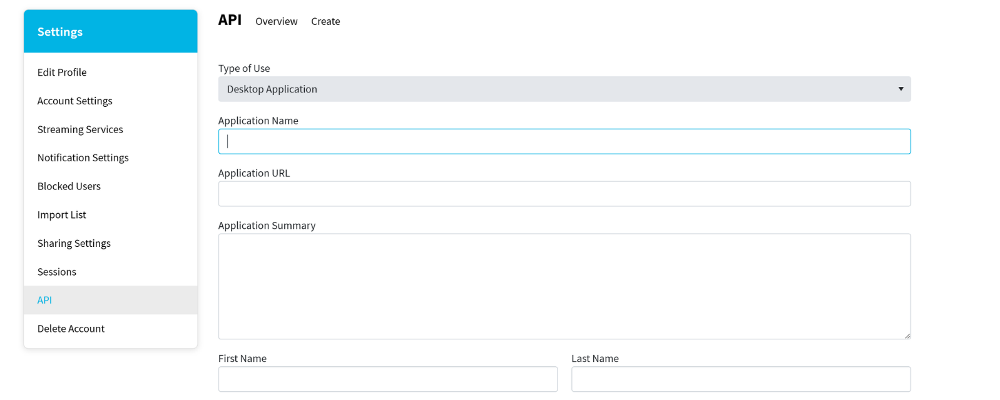 Settings
Edit Profile
Account Settings
Streaming Services
Notification Settings
Blocked Users
Import List
Sharing Settings
Sessions
API
Delete Account
API Overview Create
Type of Use
Desktop Application
Application Name
Application URL
Application Summary
First Name Last Name